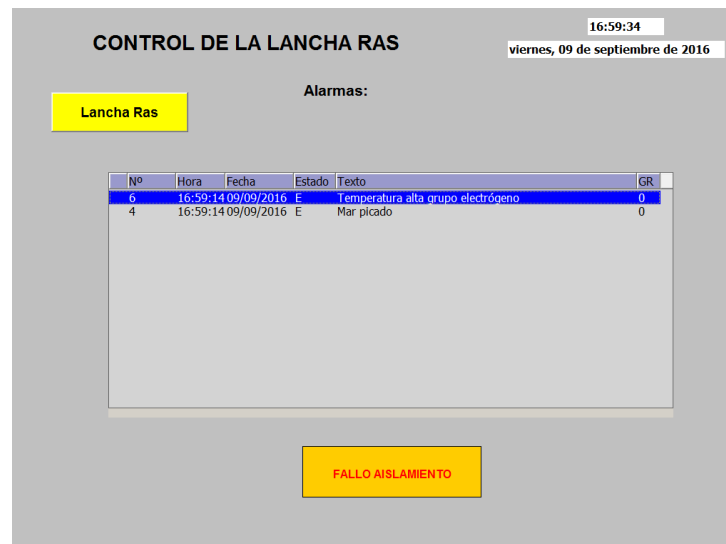 16:59:34
CONTROL DE LA LANCHA RAS
viernes, 09 de septiembre de 2016
Alarmas:
Lancha Ras
Nº Hora Fecha Estado Texto GR
6 16:59:14 09/09/2016 E Temperatura alta grupo electrógeno 0
4 16:59:14 09/09/2016 E Mar picado 0
FALLO AISLAMIENTO